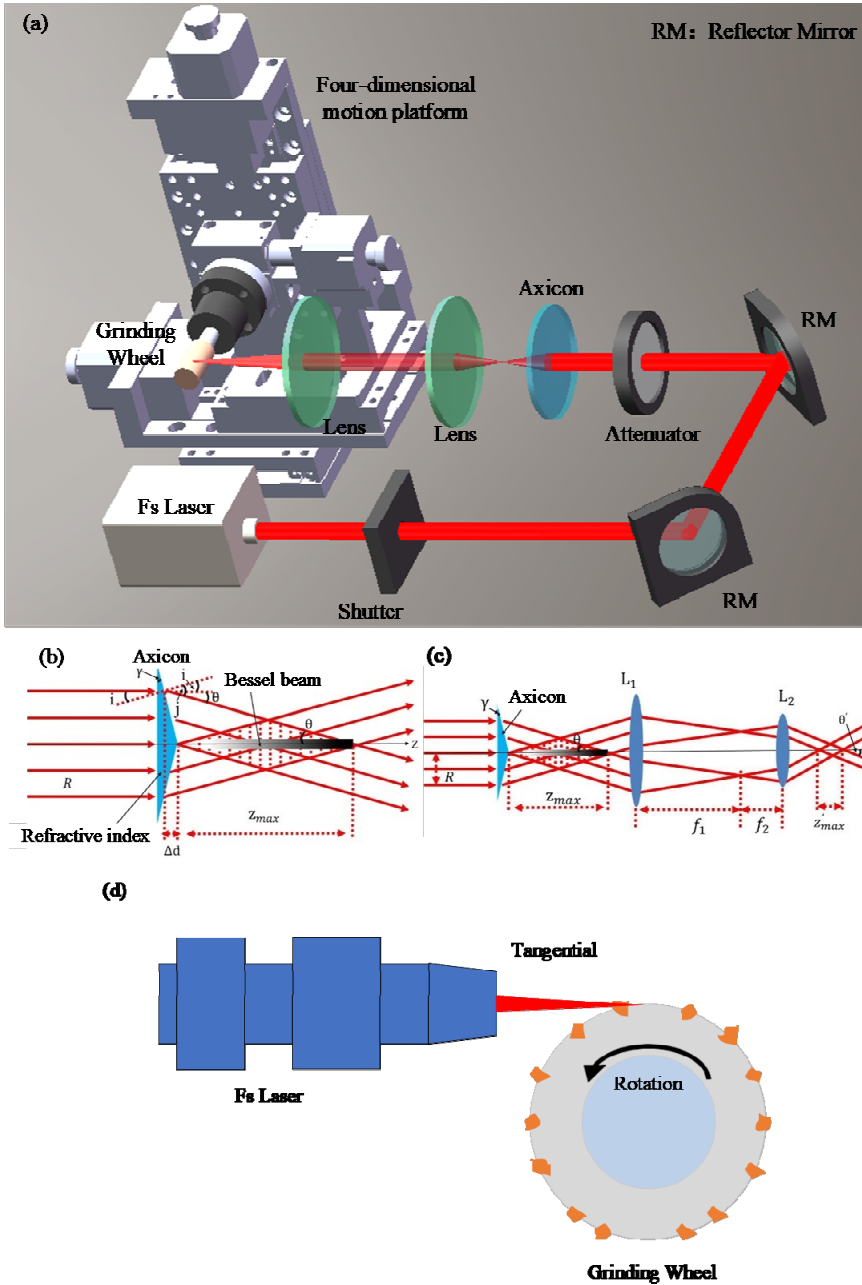 (a)
RM：Reflector Mirror
Four-dimensional
motion platform
Axicon
RM
Grinding
Wheel
Lens
Lens
Attenuator
Fs Laser
Shutter
RM
(b)
Axicon
γ
i
Bessel beam
i
j
θ
θ
z
R
Refractive index
z_max
Δd
(c)
L₁
L₂
γ
Axicon
θ
θ'
R
z_max
f₁
f₂
z'_max
(d)
Tangential
Fs Laser
Rotation
Grinding Wheel